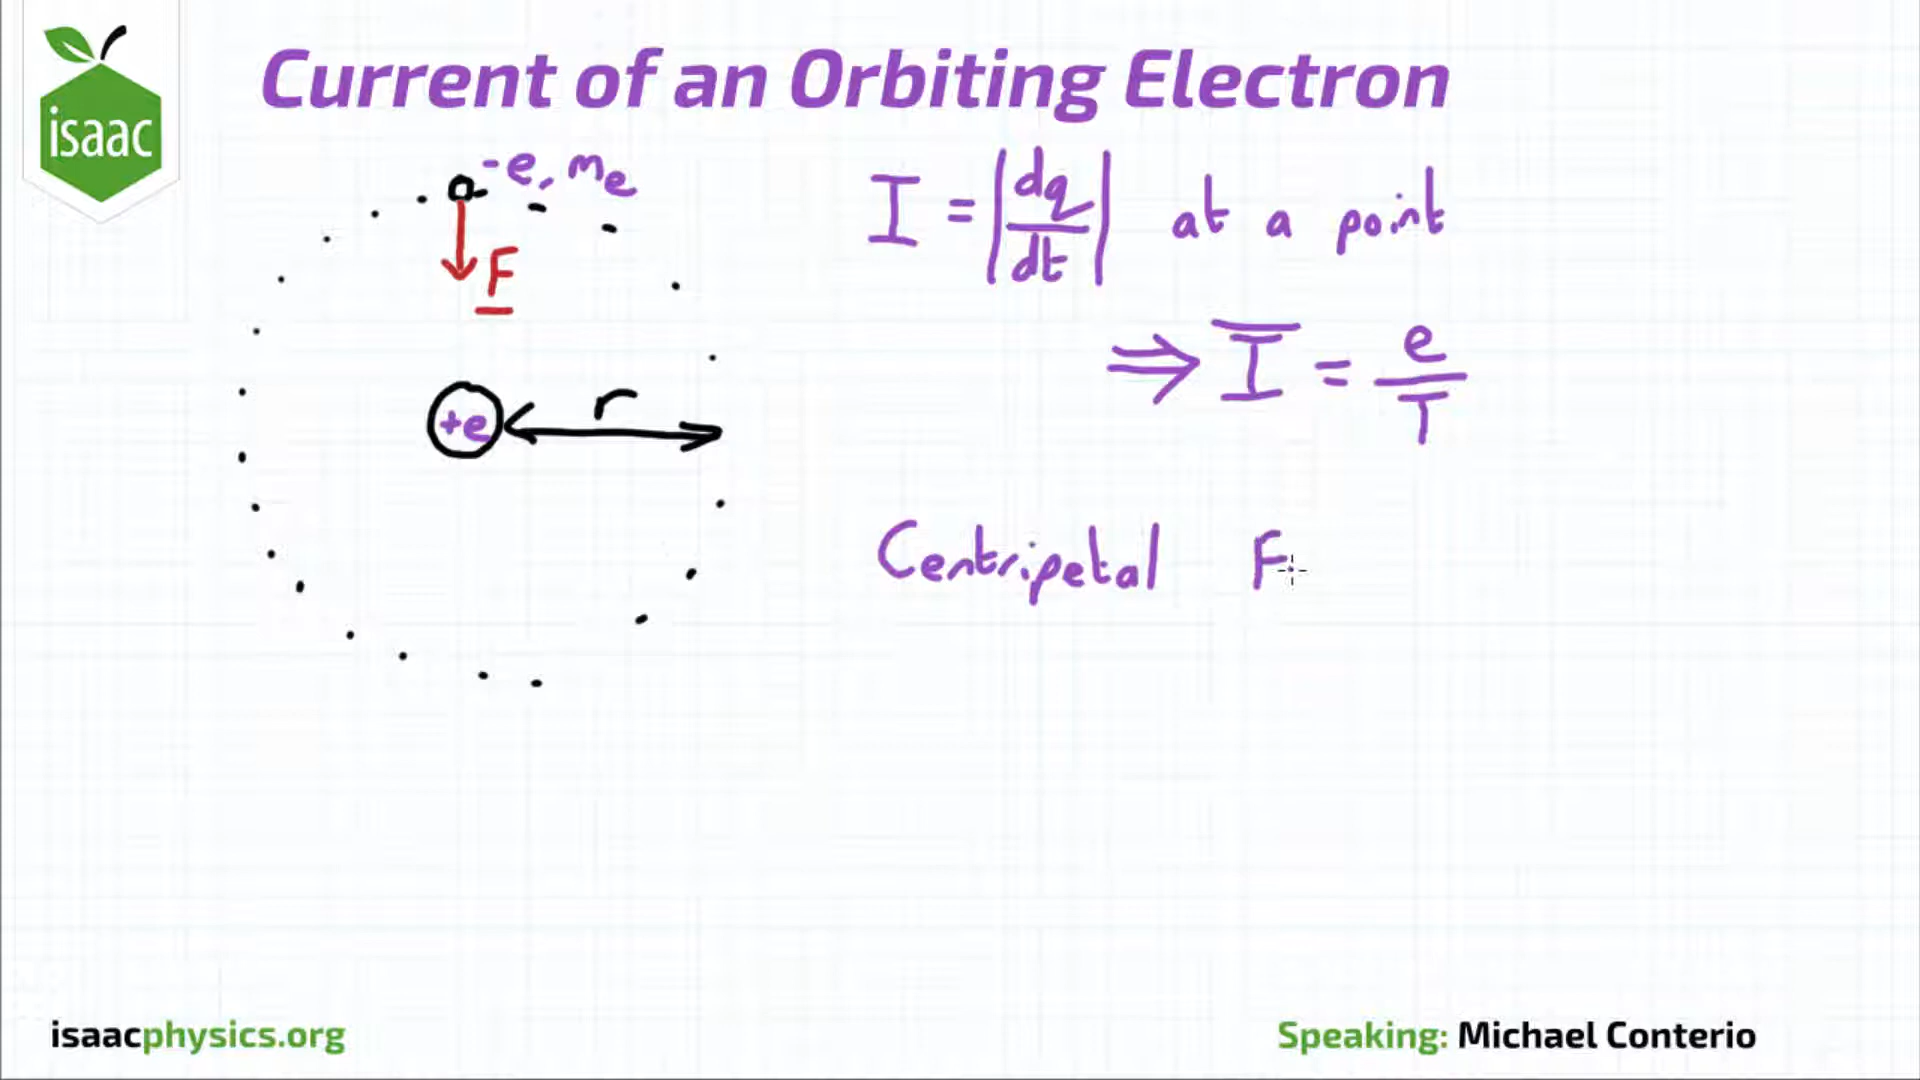 isaac
Current of an Orbiting Electron
-e, me
F
+e
r
I = |dq/dt| at a point
⇒ I̅ = e/T
Centripetal F
isaacphysics.org
Speaking: Michael Conterio